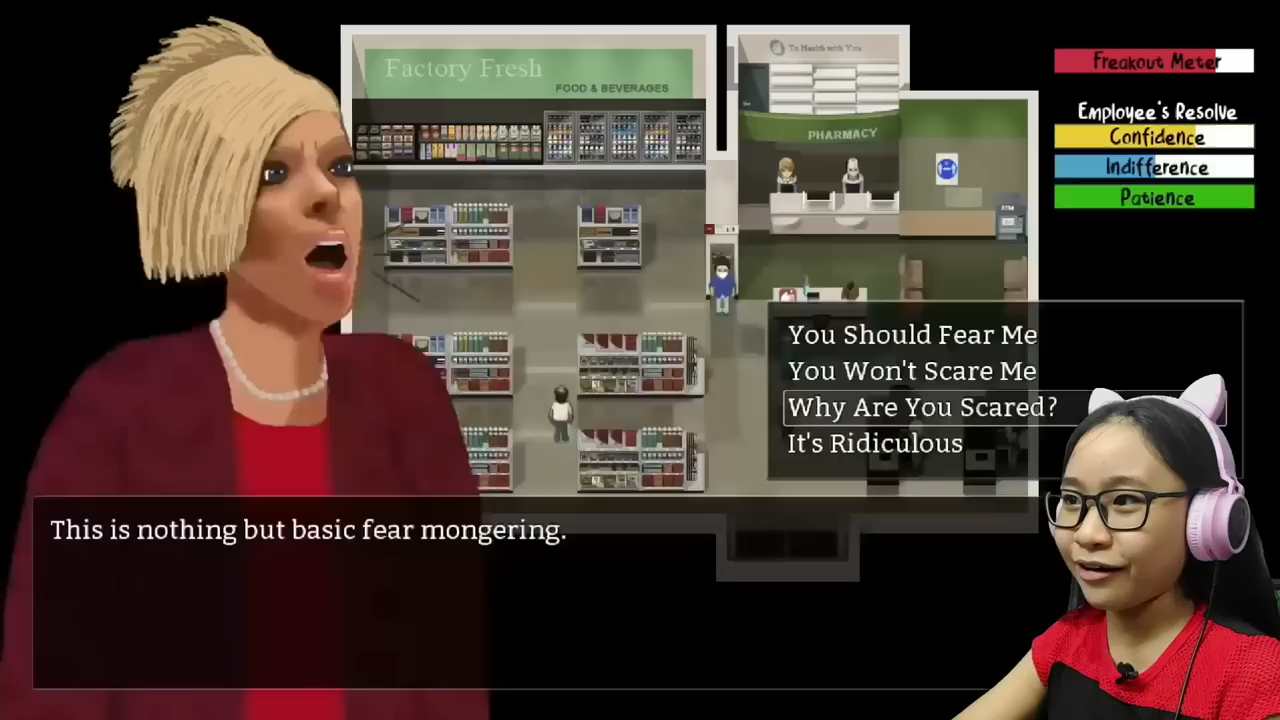 Factory Fresh
FOOD & BEVERAGES
To Health with You
PHARMACY
ATM
Freakout Meter
Employee's Resolve
Confidence
Indifference
Patience
You Should Fear Me
You Won't Scare Me
Why Are You Scared?
It's Ridiculous
This is nothing but basic fear mongering.